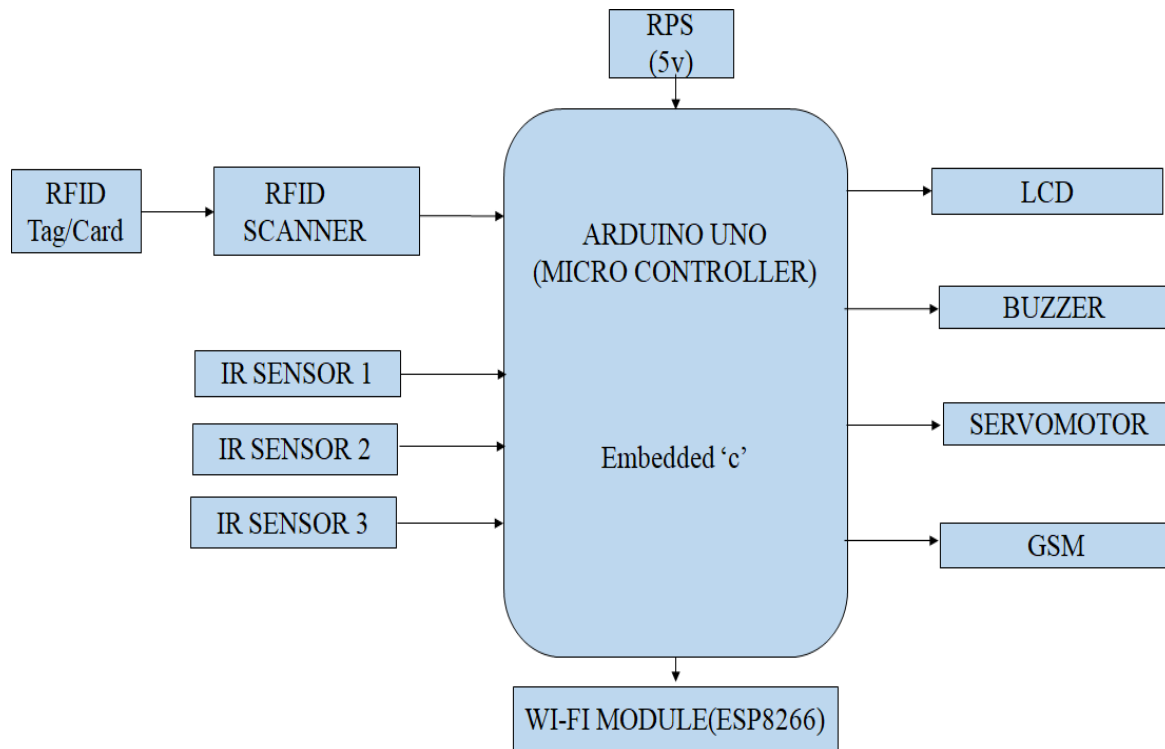 RPS
(5v)
RFID
Tag/Card
RFID
SCANNER
ARDUINO UNO
(MICRO CONTROLLER)
Embedded ‘c’
IR SENSOR 1
IR SENSOR 2
IR SENSOR 3
LCD
BUZZER
SERVOMOTOR
GSM
WI-FI MODULE(ESP8266)